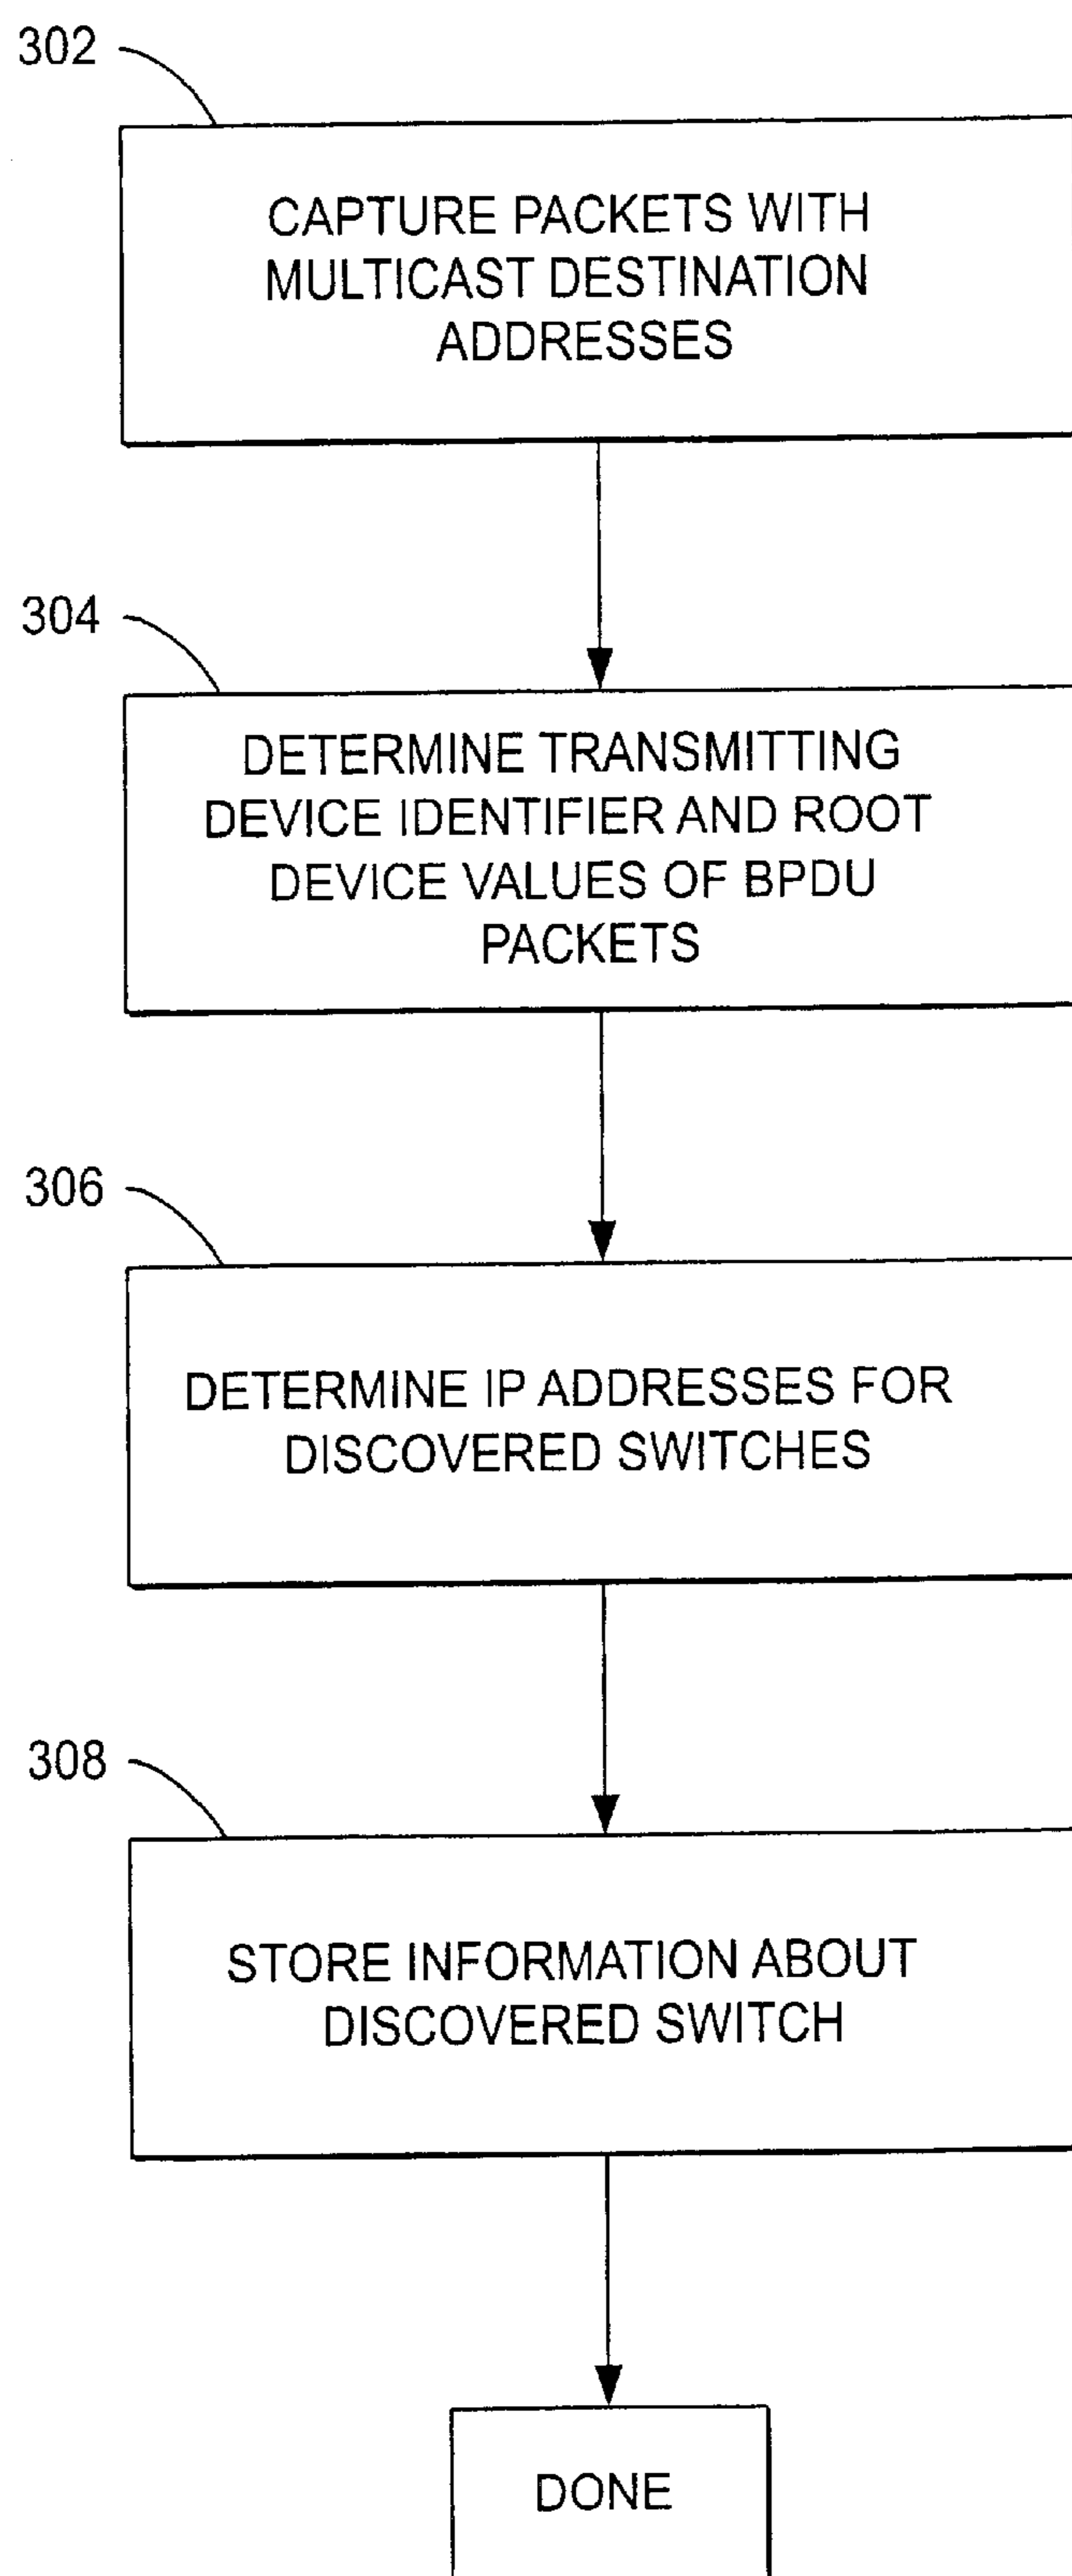 302
CAPTURE PACKETS WITH
MULTICAST DESTINATION
ADDRESSES
304
DETERMINE TRANSMITTING
DEVICE IDENTIFIER AND ROOT
DEVICE VALUES OF BPDU
PACKETS
306
DETERMINE IP ADDRESSES FOR
DISCOVERED SWITCHES
308
STORE INFORMATION ABOUT
DISCOVERED SWITCH
DONE